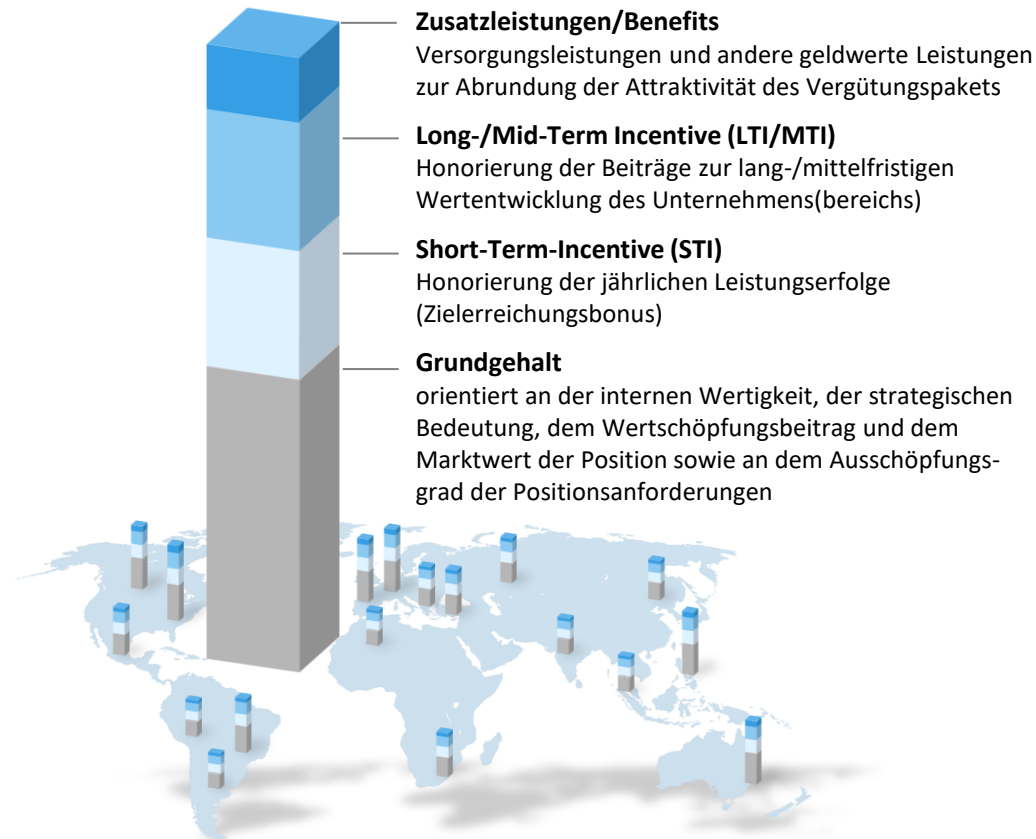 Zusatzleistungen/Benefits
Versorgungsleistungen und andere geldwerte Leistungen
zur Abrundung der Attraktivität des Vergütungspakets
Long-/Mid-Term Incentive (LTI/MTI)
Honorierung der Beiträge zur lang-/mittelfristigen
Wertentwicklung des Unternehmens(bereichs)
Short-Term-Incentive (STI)
Honorierung der jährlichen Leistungserfolge
(Zielerreichungsbonus)
Grundgehalt
orientiert an der internen Wertigkeit, der strategischen
Bedeutung, dem Wertschöpfungsbeitrag und dem
Marktwert der Position sowie an dem Ausschöpfungs-
grad der Positionsanforderungen